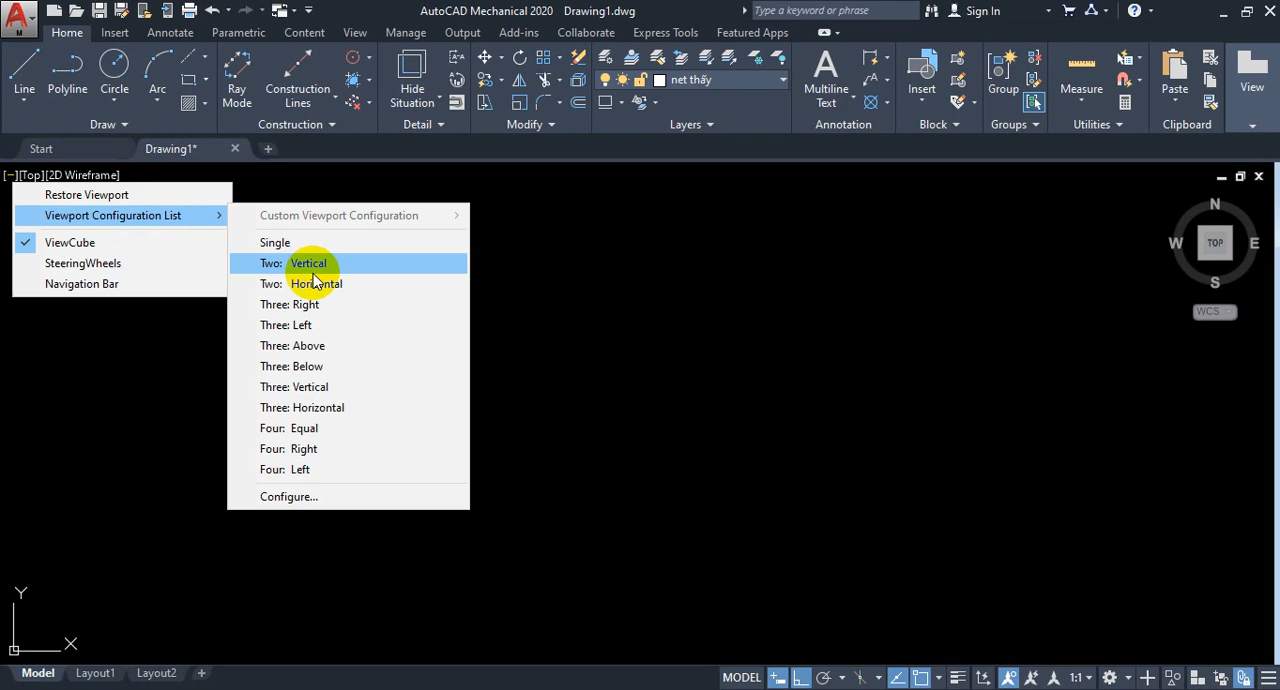 AutoCAD Mechanical 2020 Drawing1.dwg
Type a keyword or phrase
Sign In
M
Home Insert Annotate Parametric Content View Manage Output Add-ins Collaborate Express Tools Featured Apps
Line Polyline Circle Arc
Draw
Ray Mode
Construction Lines
Construction
Hide Situation
Detail
Modify
net thấy
Layers
Multiline Text
Annotation
Insert
Block
Group
Groups
Measure
Utilities
Paste
Clipboard
View
Start Drawing1*
[−][Top][2D Wireframe]
Restore Viewport
Viewport Configuration List
ViewCube
SteeringWheels
Navigation Bar
Custom Viewport Configuration
Single
Two: Vertical
Two: Horizontal
Three: Right
Three: Left
Three: Above
Three: Below
Three: Vertical
Three: Horizontal
Four: Equal
Four: Right
Four: Left
Configure...
N
W TOP E
S
WCS
Y
X
Model Layout1 Layout2
MODEL 1:1